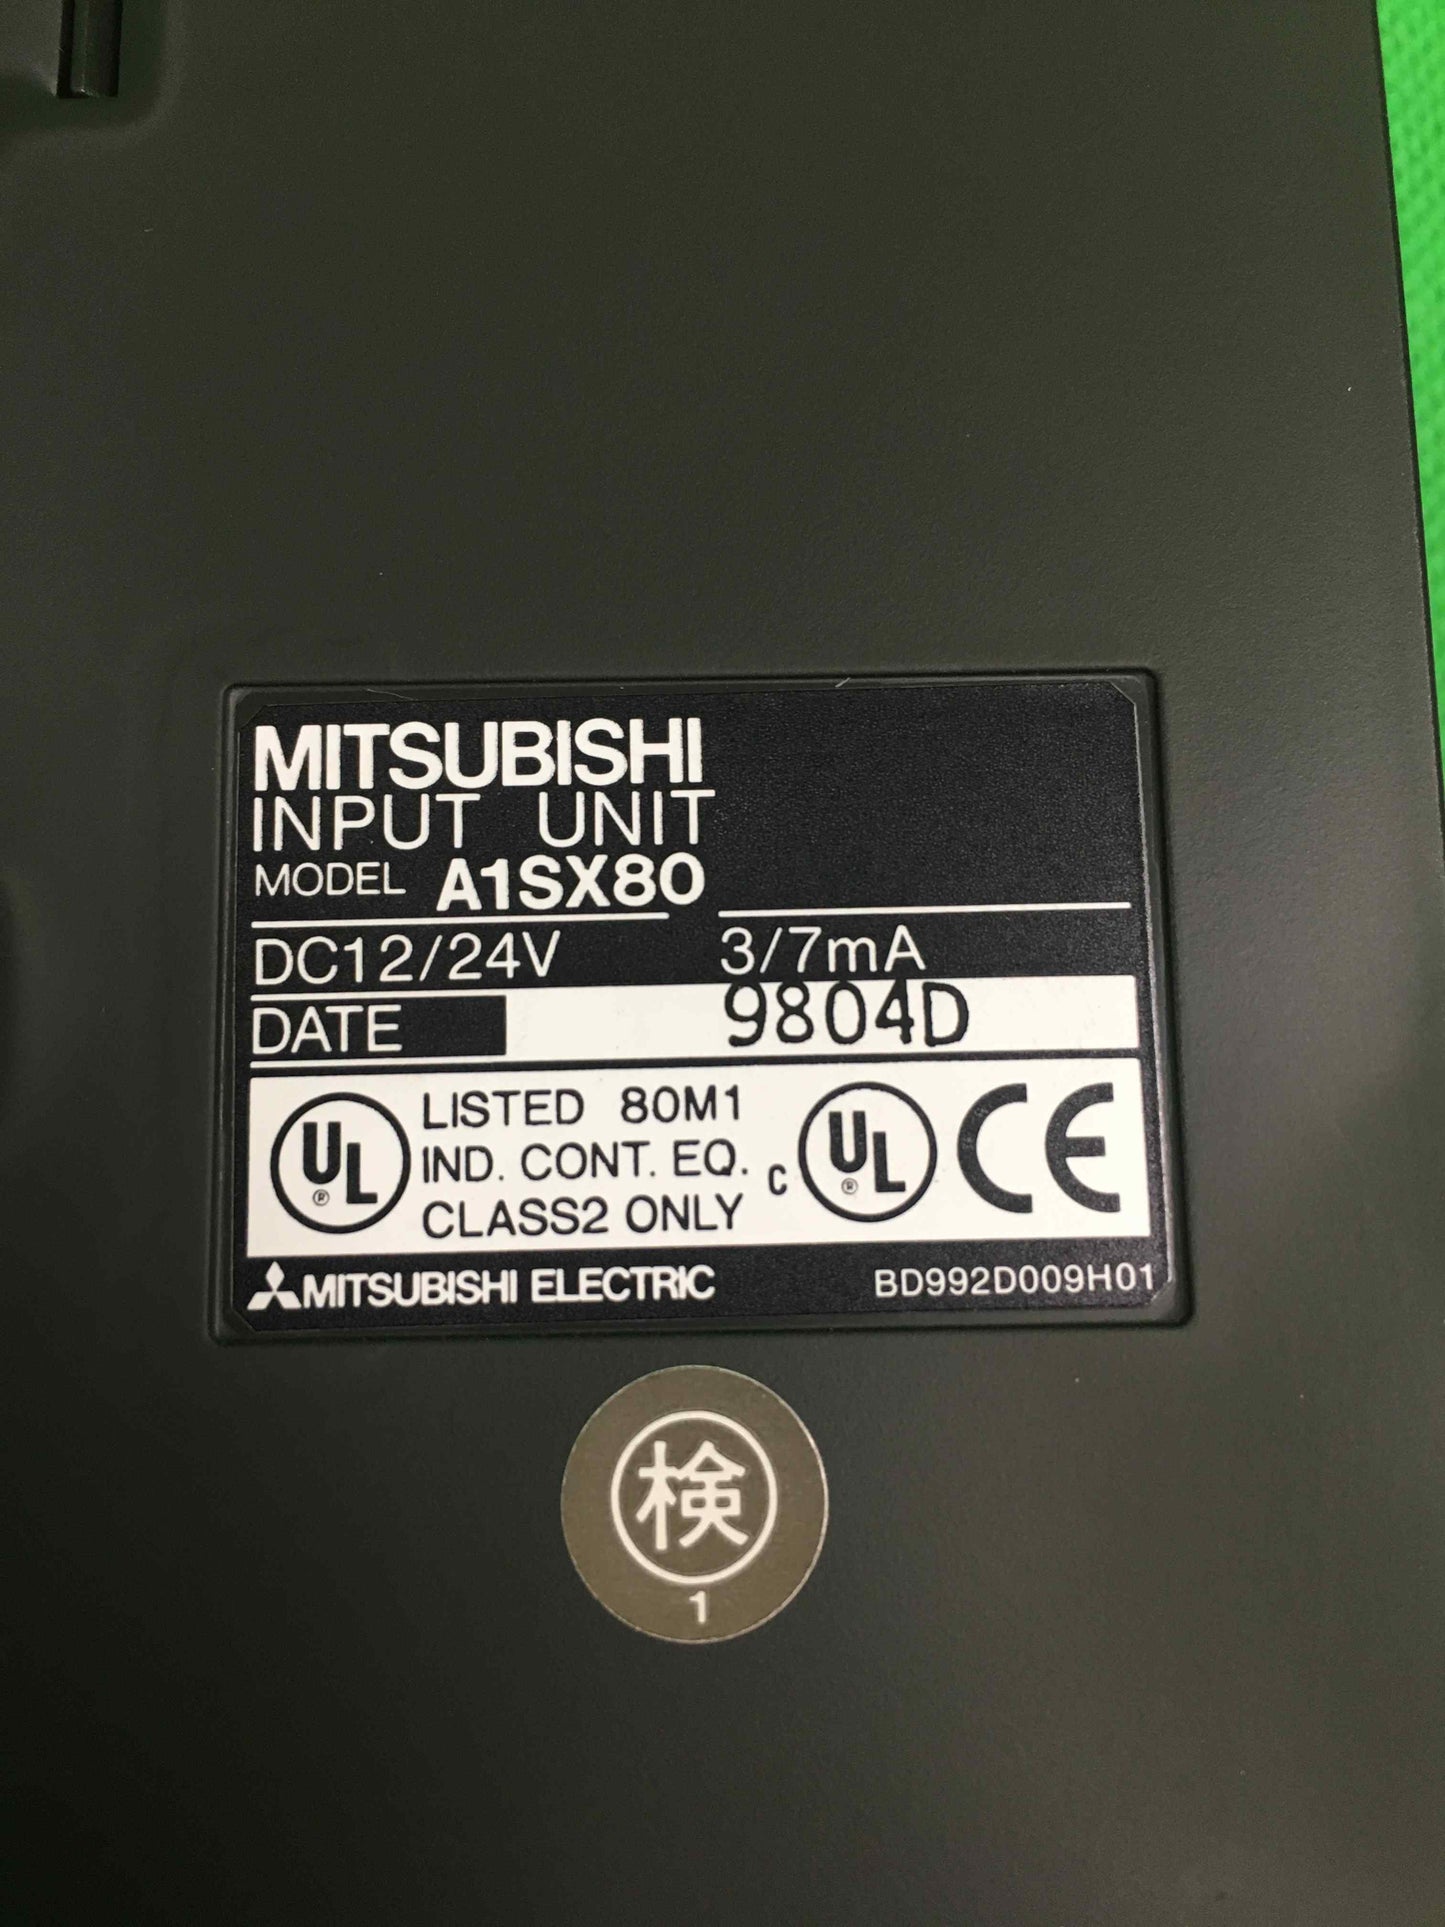 MITSUBISHI
INPUT UNIT
MODEL A1SX80
DC12/24V 3/7mA
DATE 9804D
UL® LISTED 80M1
IND. CONT. EQ.
CLASS2 ONLY
c UL® CE
MITSUBISHI ELECTRIC BD992D009H01
検
1